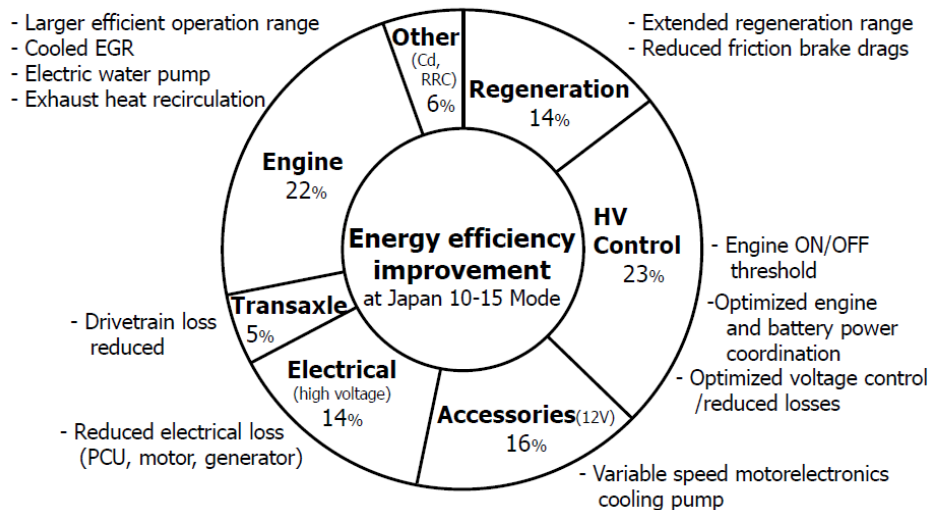 - Larger efficient operation range
- Cooled EGR
- Electric water pump
- Exhaust heat recirculation
Other
(Cd,
RRC)
6%
- Extended regeneration range
- Reduced friction brake drags
Regeneration
14%
Engine
22%
HV
Control
23%
- Engine ON/OFF
threshold
-Optimized engine
and battery power
coordination
- Optimized voltage control
/reduced losses
Energy efficiency
improvement
at Japan 10-15 Mode
Transaxle
5%
- Drivetrain loss
reduced
Electrical
(high voltage)
14%
- Reduced electrical loss
(PCU, motor, generator)
Accessories(12V)
16%
- Variable speed motorelectronics
cooling pump